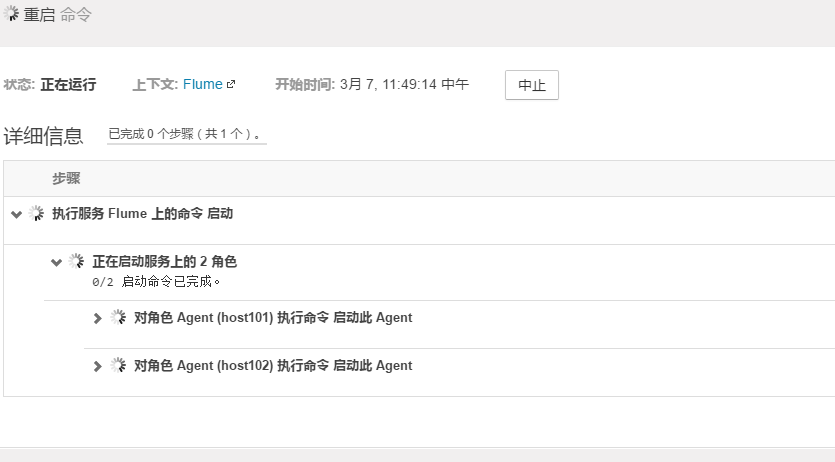 重启 命令
状态: 正在运行 上下文: Flume 开始时间: 3月 7, 11:49:14 中午 中止
详细信息 已完成 0 个步骤（共 1 个）。
步骤
执行服务 Flume 上的命令 启动
正在启动服务上的 2 角色
0/2 启动命令已完成。
对角色 Agent (host101) 执行命令 启动此 Agent
对角色 Agent (host102) 执行命令 启动此 Agent